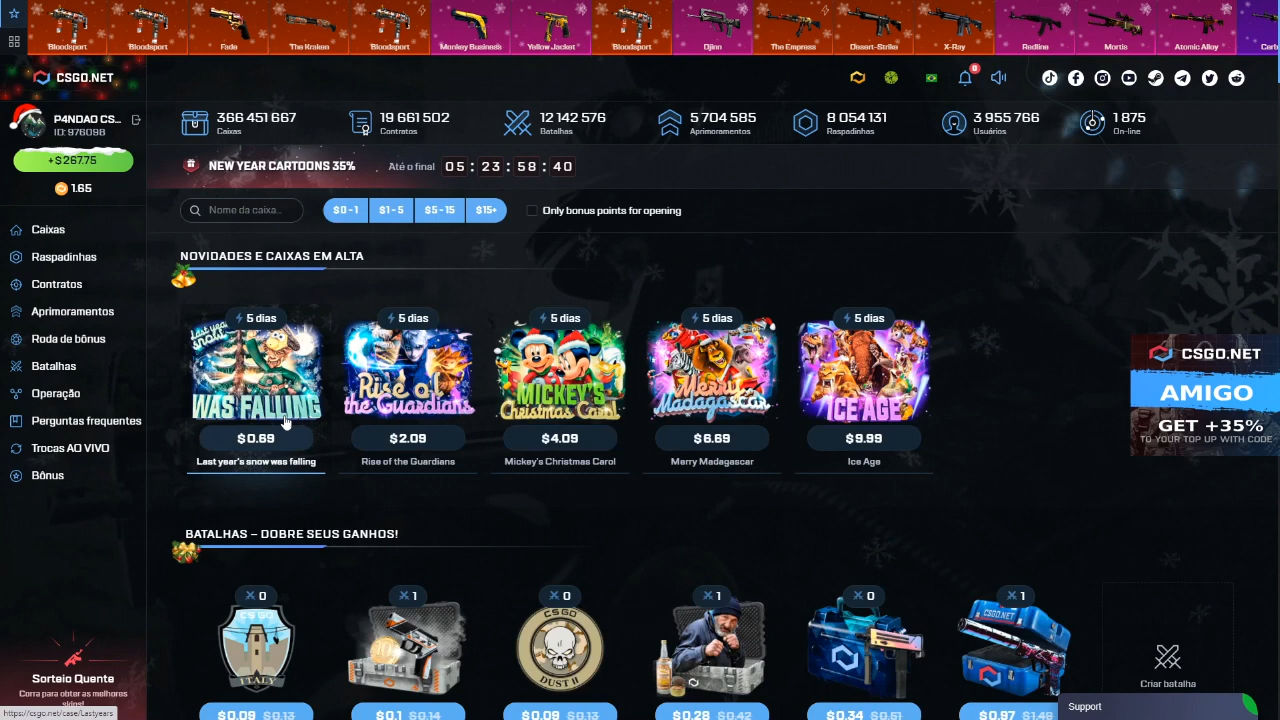 Bloodsport
Bloodsport
Fade
The Kraken
Bloodsport
Monkey Business
Yellow Jacket
Bloodsport
Djinn
The Empress
Desert-Strike
X-Ray
Redline
Mortis
Atomic Alloy
CSGO.NET
0
P4NDAO CS...
ID: 976098
+$267.75
1.65
366 451 667
Caixas
19 661 502
Contratos
12 142 576
Batalhas
5 704 585
Aprimoramentos
8 054 131
Raspadinhas
3 955 766
Usuários
1 875
On-line
NEW YEAR CARTOONS 35%
Até o final
05 : 23 : 58 : 40
Nome da caixa...
$0 - 1
$1 - 5
$5 - 15
$15+
Only bonus points for opening
Caixas
Raspadinhas
Contratos
Aprimoramentos
Roda de bônus
Batalhas
Operação
Perguntas frequentes
Trocas AO VIVO
Bônus
Sorteio Quente
Corra para obter as melhores
skins!
https://csgo.net/case/Lastyears
NOVIDADES E CAIXAS EM ALTA
5 dias
Last year's
snow
WAS FALLING
$0.69
Last year's snow was falling
5 dias
Rise of
the Guardians
$2.09
Rise of the Guardians
5 dias
MICKEY'S
Christmas Carol
$4.09
Mickey's Christmas Carol
5 dias
Merry
Madagascar
$6.69
Merry Madagascar
5 dias
ICE AGE
$9.99
Ice Age
CSGO.NET
AMIGO
GET +35%
TO YOUR TOP UP WITH CODE
BATALHAS – DOBRE SEUS GANHOS!
0
CS GO
ITALY
$0.09 $0.13
1
$0.1 $0.14
0
CS GO
DUST II
$0.09 $0.13
1
$0.28 $0.42
0
$0.34 $0.51
1
CSGO.NET
$0.97 $1.46
Criar batalha
Support